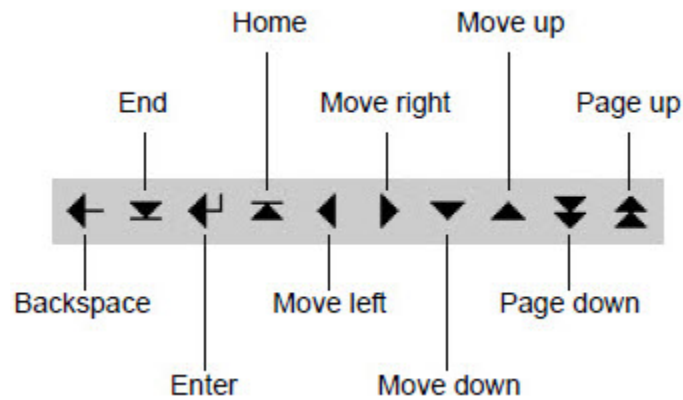 Home
Move up
End
Move right
Page up
Backspace
Move left
Page down
Enter
Move down